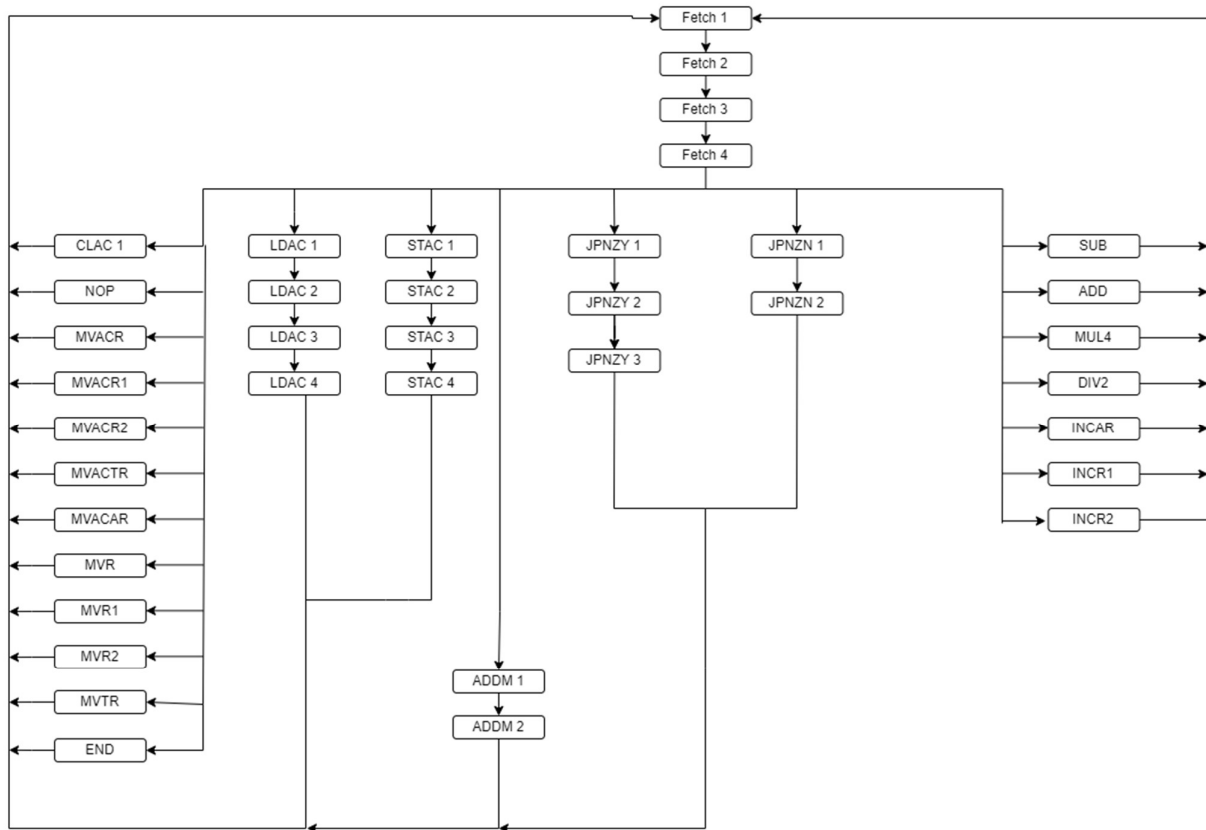 Fetch 1
Fetch 2
Fetch 3
Fetch 4
CLAC 1
NOP
MVACR
MVACR1
MVACR2
MVACTR
MVACAR
MVR
MVR1
MVR2
MVTR
END
LDAC 1
LDAC 2
LDAC 3
LDAC 4
STAC 1
STAC 2
STAC 3
STAC 4
ADDM 1
ADDM 2
JPNZY 1
JPNZY 2
JPNZY 3
JPNZN 1
JPNZN 2
SUB
ADD
MUL4
DIV2
INCAR
INCR1
INCR2